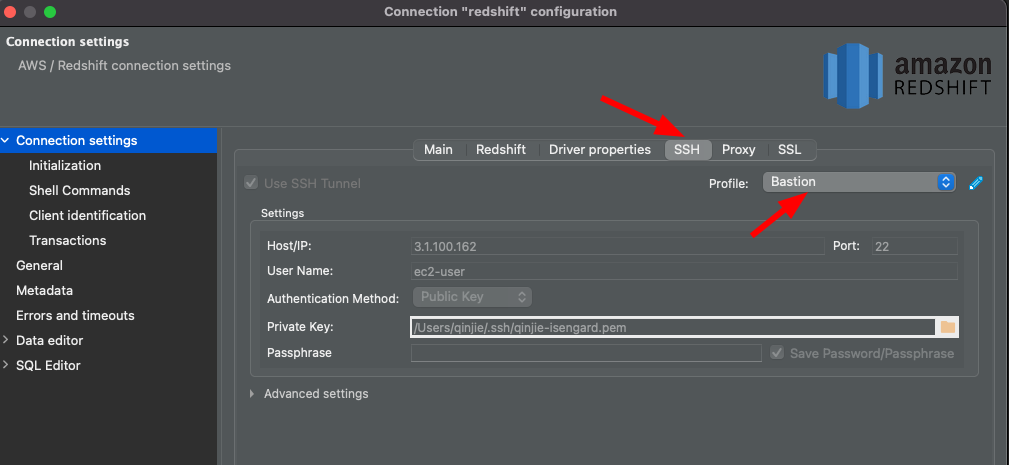 Connection "redshift" configuration
Connection settings
AWS / Redshift connection settings
amazon
REDSHIFT
Connection settings
Initialization
Shell Commands
Client identification
Transactions
General
Metadata
Errors and timeouts
Data editor
SQL Editor
Main Redshift Driver properties SSH Proxy SSL
Use SSH Tunnel Profile: Bastion
Settings
Host/IP: 3.1.100.162 Port: 22
User Name: ec2-user
Authentication Method: Public Key
Private Key: /Users/qinjie/.ssh/qinjie-isengard.pem
Passphrase Save Password/Passphrase
Advanced settings